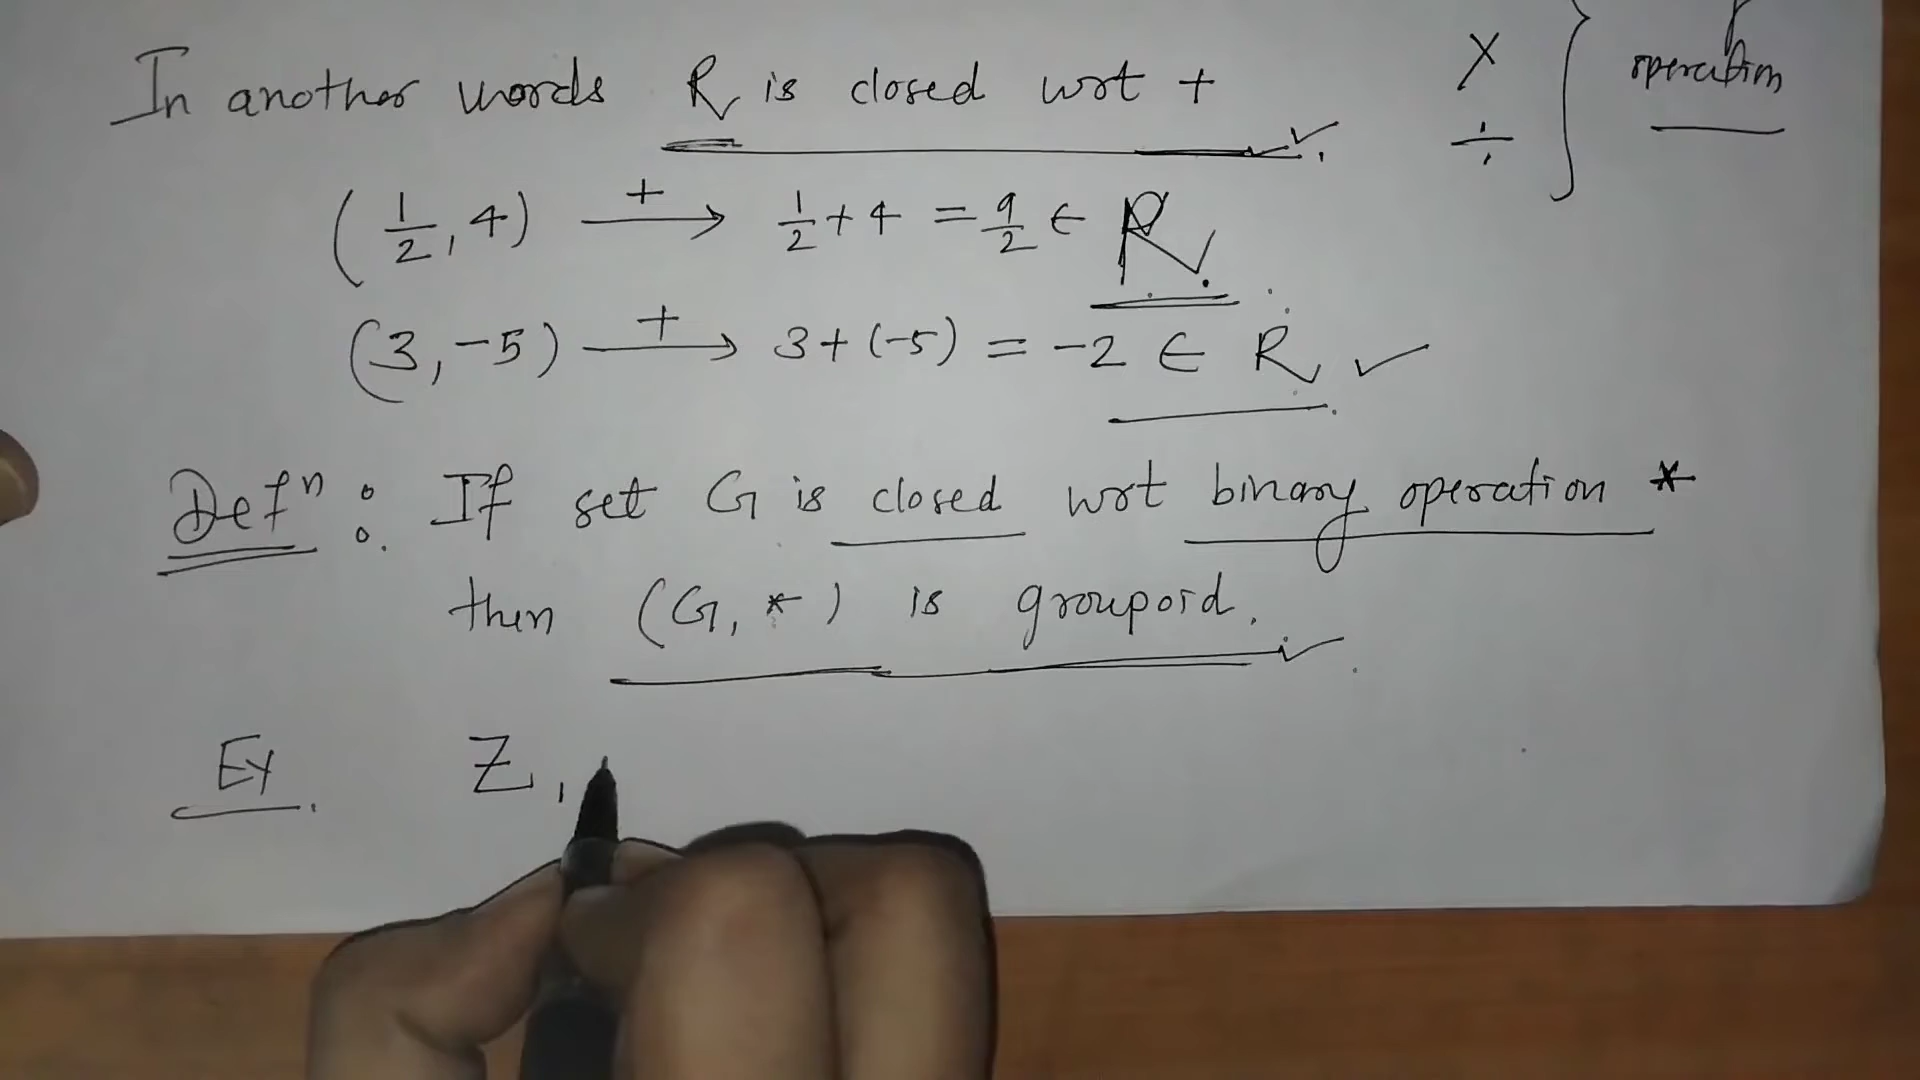 In another words R is closed wrt +
×
÷
} operation
(1/2, 4) +→ 1/2 + 4 = 9/2 ∈ R.
(3, -5) +→ 3 + (-5) = -2 ∈ R ✓
Defⁿ : If set G is closed wrt binary operation *
then (G, *) is groupoid.
Ex. Z,